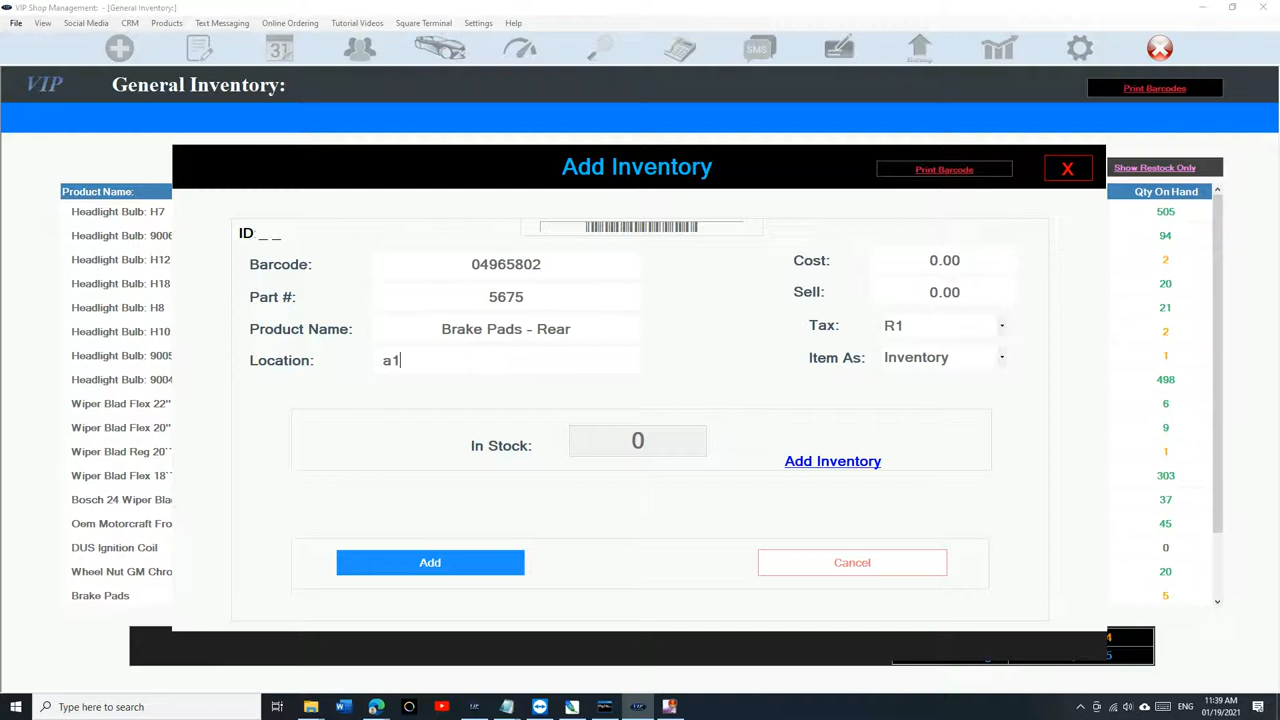 VIP Shop Management: - [General Inventory:]
File View Social Media CRM Products Text Messaging Online Ordering Tutorial Videos Square Terminal Settings Help
31 SMS
VIP General Inventory: Print Barcodes
Add Inventory Print Barcode X
Show Restock Only
Product Name: Qty On Hand
Headlight Bulb: H7 505
Headlight Bulb: 9006 94
Headlight Bulb: H12 2
Headlight Bulb: H18 20
Headlight Bulb: H8 21
Headlight Bulb: H10 2
Headlight Bulb: 9005 1
Headlight Bulb: 9004 498
Wiper Blad Flex 22" 6
Wiper Blad Flex 20" 9
Wiper Blad Reg 20`` 1
Wiper Blad Flex 18`` 303
Bosch 24 Wiper Bla 37
Oem Motorcraft Fro 45
DUS Ignition Coil 0
Wheel Nut GM Chro 20
Brake Pads 5
ID: _ _
Barcode: 04965802
Part #: 5675
Product Name: Brake Pads - Rear
Location: a1
Cost: 0.00
Sell: 0.00
Tax: R1
Item As: Inventory
In Stock: 0
Add Inventory
Add Cancel
4
5
Type here to search
ENG 11:39 AM
01/19/2021